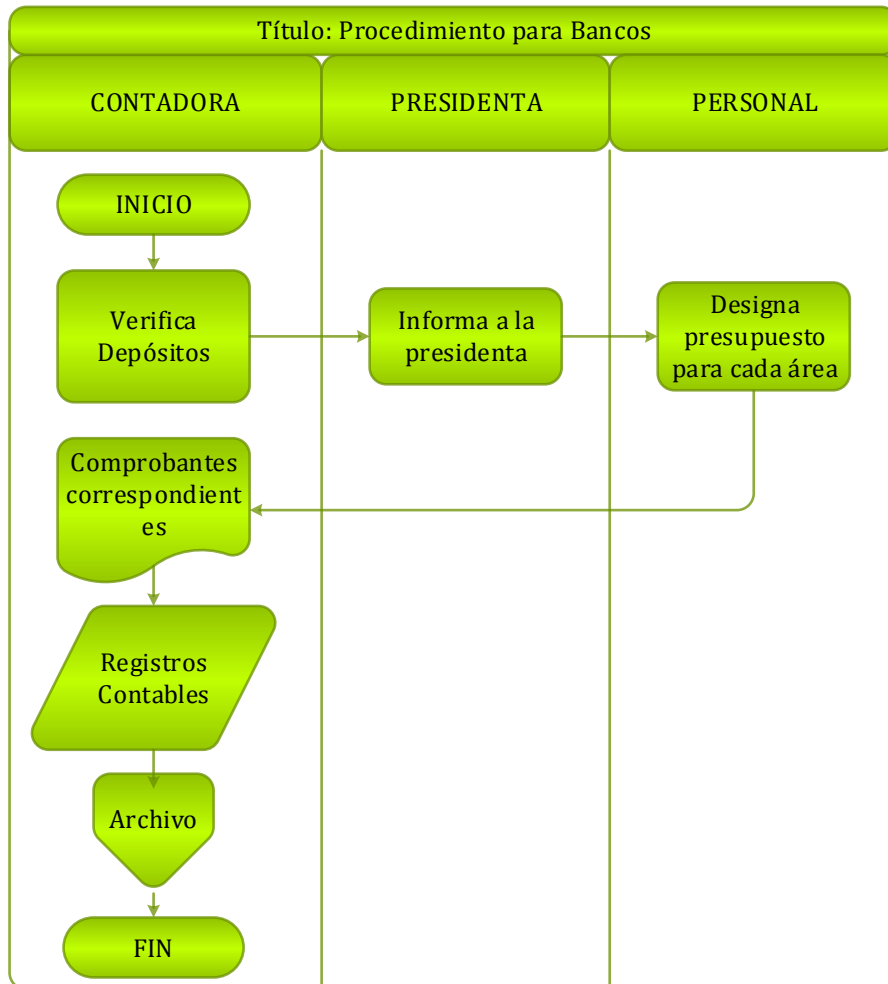 Título: Procedimiento para Bancos
CONTADORA
PRESIDENTA
PERSONAL
INICIO
Verifica
Depósitos
Informa a la
presidenta
Designa
presupuesto
para cada área
Comprobantes
correspondient
es
Registros
Contables
Archivo
FIN